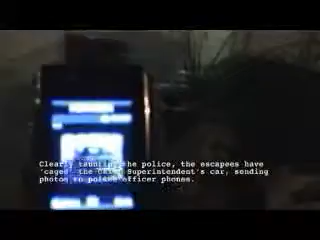 Clearly taunting the police, the escapees have
'caged' the Chief Superintendent's car, sending
photos to police officer phones.